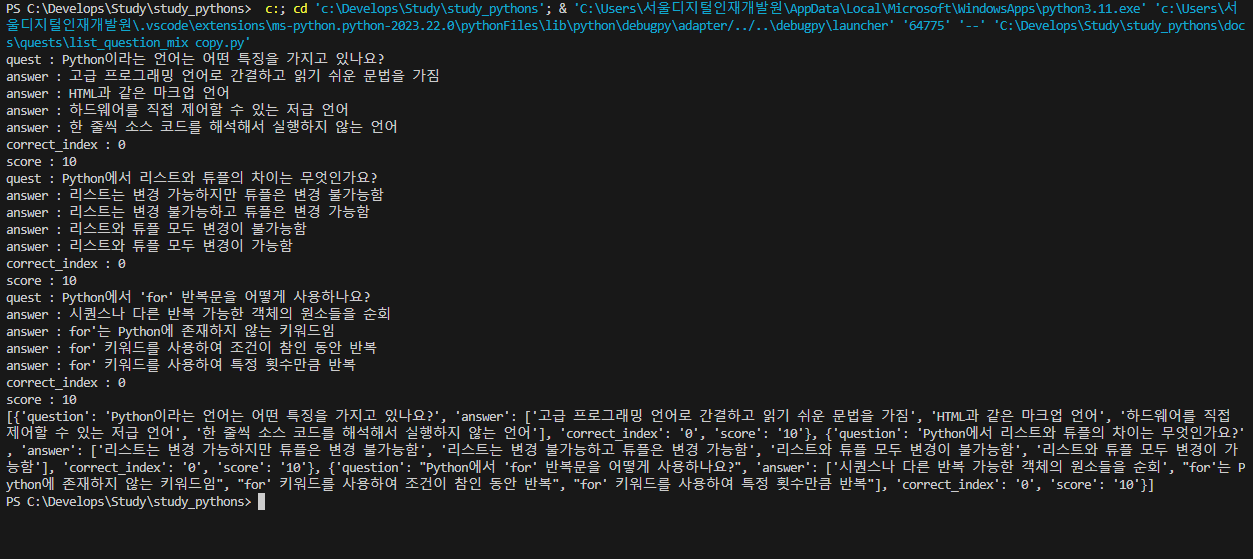 PS C:\Develops\Study\study_pythons>  c:; cd 'c:\Develops\Study\study_pythons'; & 'C:\Users\서울디지털인재개발원\AppData\Local\Microsoft\WindowsApps\python3.11.exe' 'c:\Users\서
울디지털인재개발원\.vscode\extensions\ms-python.python-2023.22.0\pythonFiles\lib\python\debugpy\adapter/../..\debugpy\launcher' '64775' '--' 'C:\Develops\Study\study_pythons\doc
s\quests\list_question_mix copy.py'
quest : Python이라는 언어는 어떤 특징을 가지고 있나요?
answer : 고급 프로그래밍 언어로 간결하고 읽기 쉬운 문법을 가짐
answer : HTML과 같은 마크업 언어
answer : 하드웨어를 직접 제어할 수 있는 저급 언어
answer : 한 줄씩 소스 코드를 해석해서 실행하지 않는 언어
correct_index : 0
score : 10
quest : Python에서 리스트와 튜플의 차이는 무엇인가요?
answer : 리스트는 변경 가능하지만 튜플은 변경 불가능함
answer : 리스트는 변경 불가능하고 튜플은 변경 가능함
answer : 리스트와 튜플 모두 변경이 불가능함
answer : 리스트와 튜플 모두 변경이 가능함
correct_index : 0
score : 10
quest : Python에서 'for' 반복문을 어떻게 사용하나요?
answer : 시퀀스나 다른 반복 가능한 객체의 원소들을 순회
answer : for'는 Python에 존재하지 않는 키워드임
answer : for' 키워드를 사용하여 조건이 참인 동안 반복
answer : for' 키워드를 사용하여 특정 횟수만큼 반복
correct_index : 0
score : 10
[{'question': 'Python이라는 언어는 어떤 특징을 가지고 있나요?', 'answer': ['고급 프로그래밍 언어로 간결하고 읽기 쉬운 문법을 가짐', 'HTML과 같은 마크업 언어', '하드웨어를 직접
제어할 수 있는 저급 언어', '한 줄씩 소스 코드를 해석해서 실행하지 않는 언어'], 'correct_index': '0', 'score': '10'}, {'question': 'Python에서 리스트와 튜플의 차이는 무엇인가요?'
, 'answer': ['리스트는 변경 가능하지만 튜플은 변경 불가능함', '리스트는 변경 불가능하고 튜플은 변경 가능함', '리스트와 튜플 모두 변경이 불가능함', '리스트와 튜플 모두 변경이 가
능함'], 'correct_index': '0', 'score': '10'}, {'question': "Python에서 'for' 반복문을 어떻게 사용하나요?", 'answer': ['시퀀스나 다른 반복 가능한 객체의 원소들을 순회', "for'는 P
ython에 존재하지 않는 키워드임", "for' 키워드를 사용하여 조건이 참인 동안 반복", "for' 키워드를 사용하여 특정 횟수만큼 반복"], 'correct_index': '0', 'score': '10'}]
PS C:\Develops\Study\study_pythons>